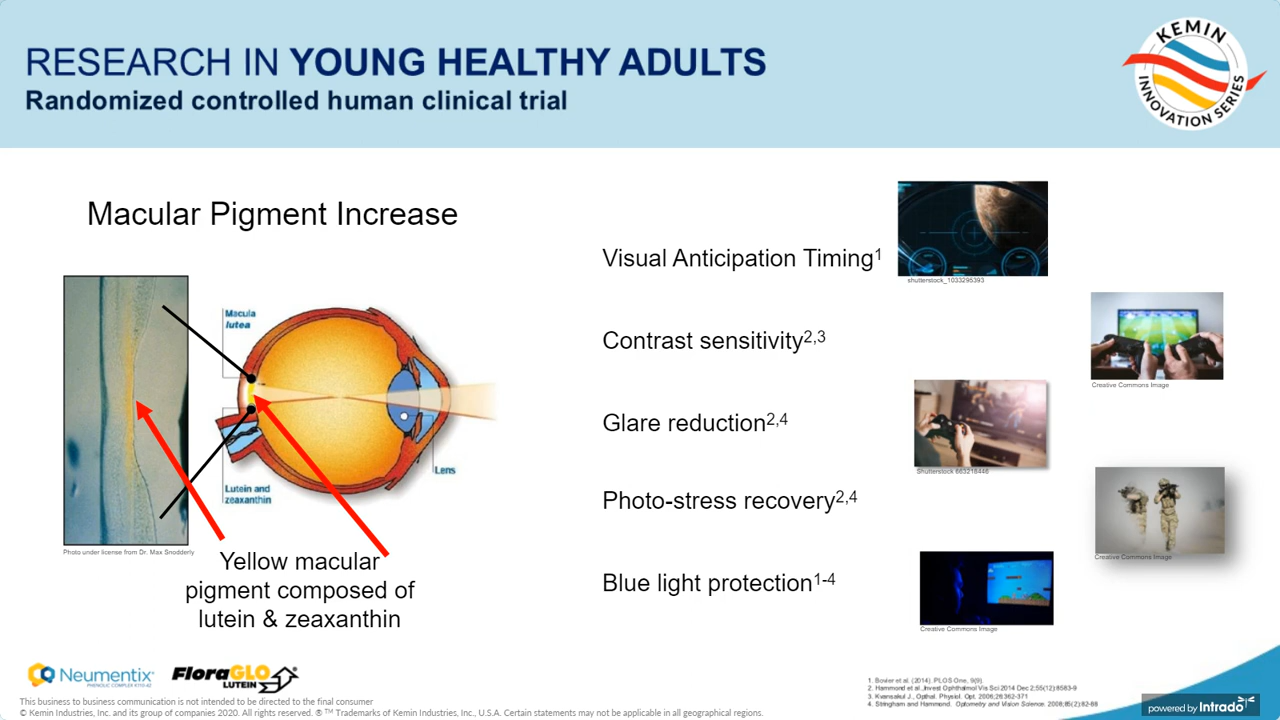 RESEARCH IN YOUNG HEALTHY ADULTS
Randomized controlled human clinical trial
KEMIN
INNOVATION SERIES
Macular Pigment Increase
Macula
lutea
Lens
Lutein and
zeaxanthin
Photo under license from Dr. Max Snodderly
Yellow macular
pigment composed of
lutein & zeaxanthin
Visual Anticipation Timing1
shutterstock_1033295393
Contrast sensitivity2,3
Creative Commons Image
Glare reduction2,4
Shutterstock 663218446
Photo-stress recovery2,4
Creative Commons Image
Blue light protection1-4
Creative Commons Image
Neumentix
PHENOLIC COMPLEX K110-42
FloraGLO
LUTEIN
This business to business communication is not intended to be directed to the final consumer
© Kemin Industries, Inc. and its group of companies 2020. All rights reserved. ® TM Trademarks of Kemin Industries, Inc., U.S.A. Certain statements may not be applicable in all geographical regions.
1. Bovier et al. (2014). PLOS One, 9(9).
2. Hammond et al.,Invest Ophthalmol Vis Sci 2014 Dec 2;55(12):8583-9
3. Kvansakul J., Opthal. Physiol. Opt. 2006;26:362-371
4. Stringham and Hammond. Optometry and Vision Science. 2008;85(2):82-88
powered by Intrado